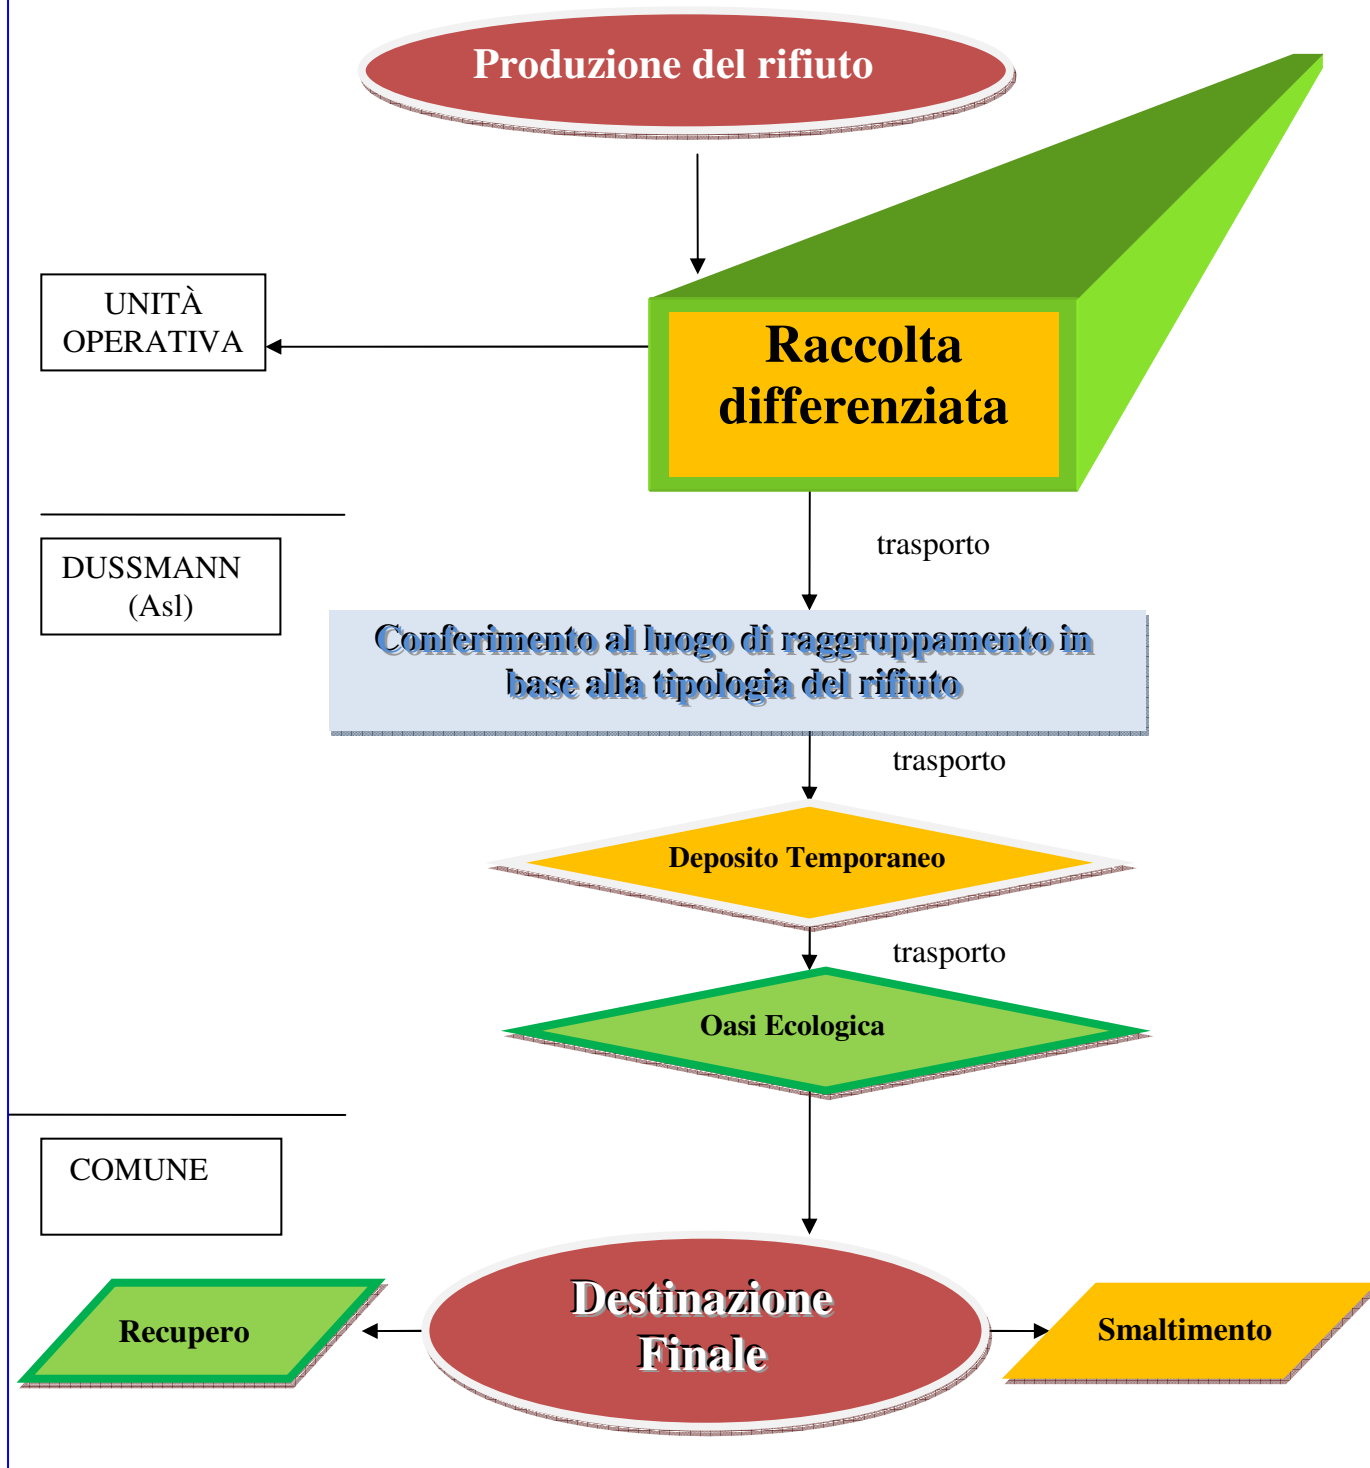 Produzione del rifiuto
UNITÀ
OPERATIVA
Raccolta
differenziata
trasporto
DUSSMANN
(Asl)
Conferimento al luogo di raggruppamento in
base alla tipologia del rifiuto
trasporto
Deposito Temporaneo
trasporto
Oasi Ecologica
COMUNE
Destinazione
Finale
Recupero
Smaltimento